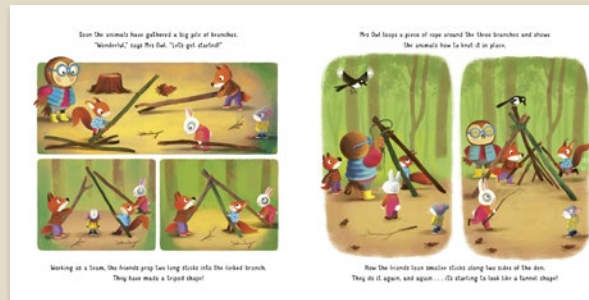 Soon the animals have gathered a big pile of branches.
"Wonderful," says Mrs Owl. "Let's get started!"
Working as a team, the friends prop two long sticks into the forked branch.
They have made a tripod shape!
Mrs Owl loops a piece of rope around the three branches and shows
the animals how to knot it in place.
Now the friends lean smaller sticks along two sides of the den.
They do it again, and again . . . it's starting to look like a tunnel shape!